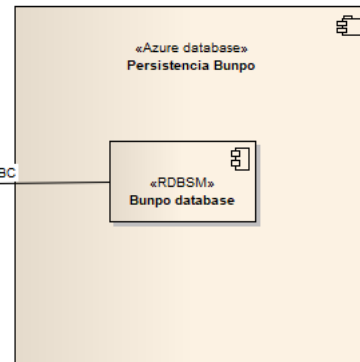 «Azure database»
Persistencia Bunpo
BC
«RDBSM»
Bunpo database